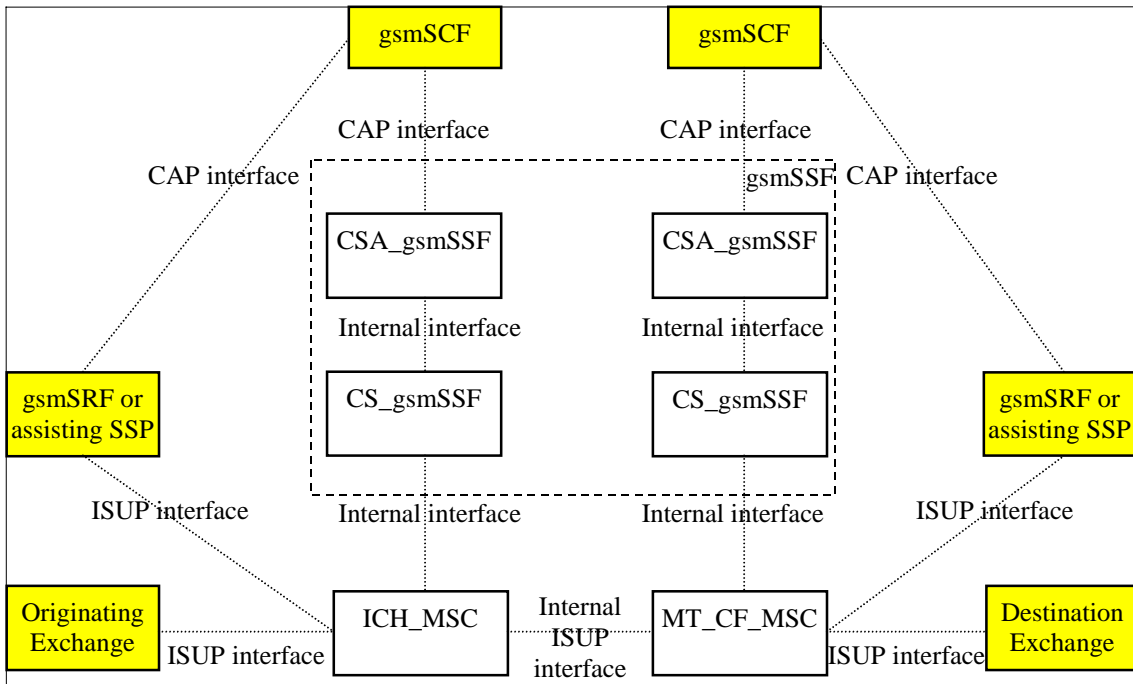 gsmSCF
gsmSCF
CAP interface
CAP interface
CAP interface
gsmSSF
CAP interface
CSA_gsmSSF
CSA_gsmSSF
Internal interface
Internal interface
gsmSRF or
assisting SSP
CS_gsmSSF
CS_gsmSSF
gsmSRF or
assisting SSP
ISUP interface
Internal interface
Internal interface
ISUP interface
Originating
Exchange
ISUP interface
ICH_MSC
Internal
ISUP
interface
MT_CF_MSC
ISUP interface
Destination
Exchange